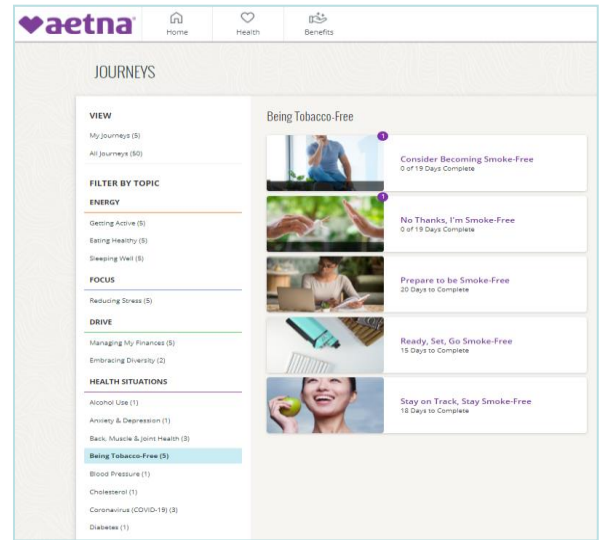 aetna
Home
Health
Benefits
JOURNEYS
VIEW
My Journeys (5)
All Journeys (50)
FILTER BY TOPIC
ENERGY
Getting Active (5)
Eating Healthy (5)
Sleeping Well (5)
FOCUS
Reducing Stress (5)
DRIVE
Managing My Finances (5)
Embracing Diversity (2)
HEALTH SITUATIONS
Alcohol Use (1)
Anxiety & Depression (1)
Back, Muscle & Joint Health (3)
Being Tobacco-Free (5)
Blood Pressure (1)
Cholesterol (1)
Coronavirus (COVID-19) (3)
Diabetes (1)
Being Tobacco-Free
1
Consider Becoming Smoke-Free
0 of 19 Days Complete
1
No Thanks, I'm Smoke-Free
0 of 19 Days Complete
Prepare to be Smoke-Free
20 Days to Complete
Ready, Set, Go Smoke-Free
15 Days to Complete
Stay on Track, Stay Smoke-Free
18 Days to Complete